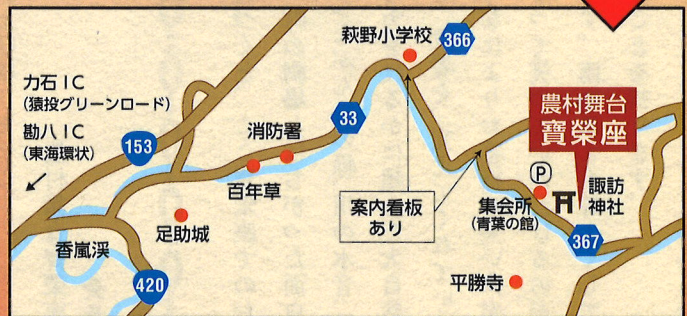 萩野小学校
366
力石IC
(猿投グリーンロード)
勘八IC
(東海環状)
153
消防署
33
農村舞台
寶榮座
百年草
P
案内看板
あり
集会所
(青葉の館)
諏訪
神社
足助城
香嵐渓
367
420
平勝寺